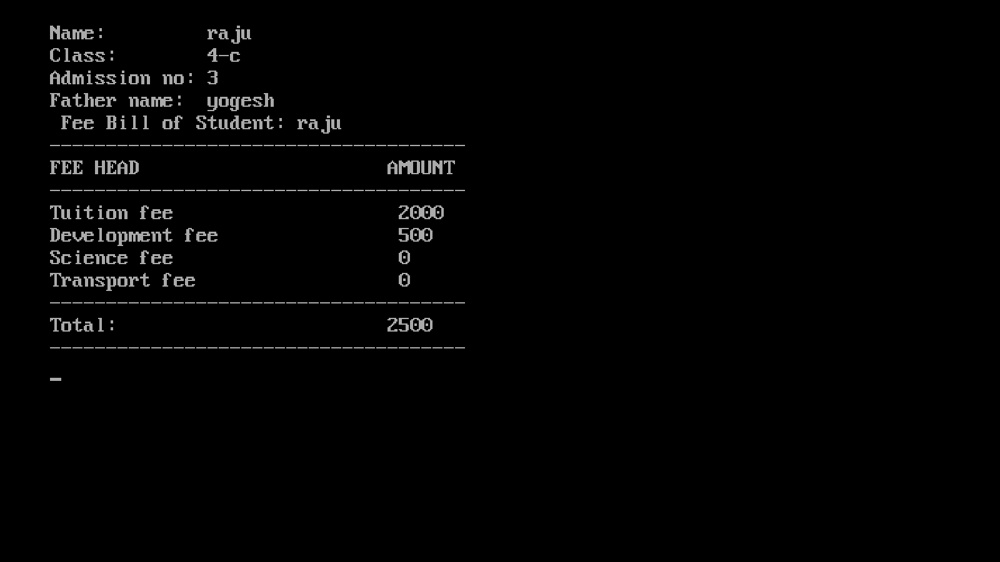 Name: raju
Class: 4-c
Admission no: 3
Father name: yogesh
Fee Bill of Student: raju
-------------------------------------
FEE HEAD AMOUNT
-------------------------------------
Tuition fee 2000
Development fee 500
Science fee 0
Transport fee 0
-------------------------------------
Total: 2500
-------------------------------------